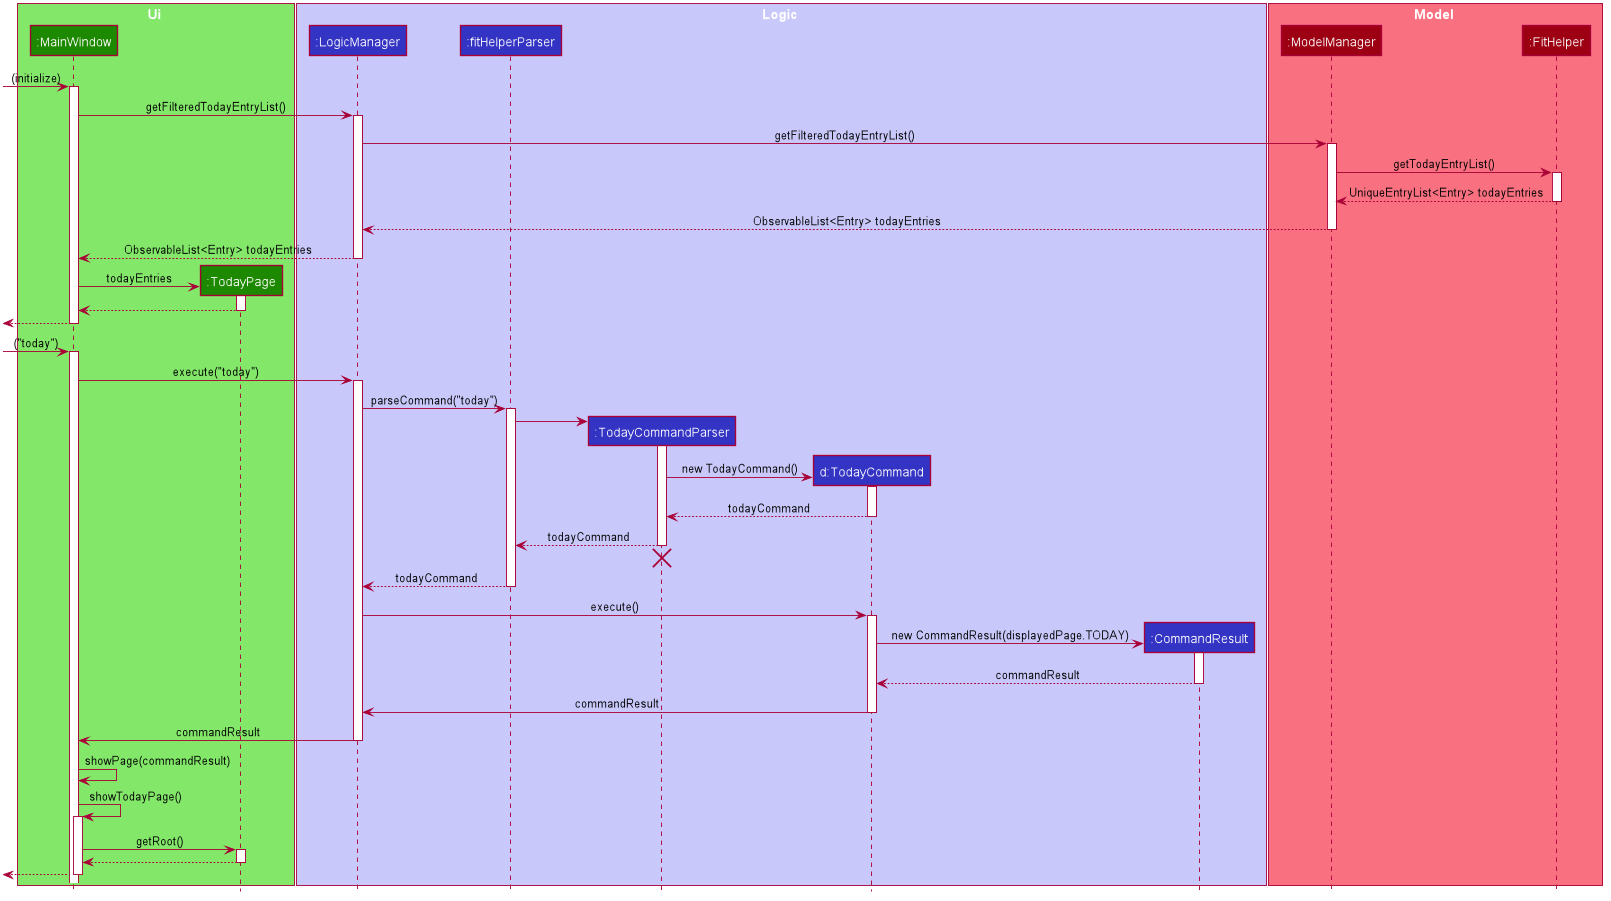 Ui
Logic
Model
:MainWindow
:LogicManager
:fitHelperParser
:ModelManager
:FitHelper
(initialize)
getFilteredTodayEntryList()
getFilteredTodayEntryList()
getTodayEntryList()
UniqueEntryList<Entry> todayEntries
ObservableList<Entry> todayEntries
ObservableList<Entry> todayEntries
todayEntries
:TodayPage
("today")
execute("today")
parseCommand("today")
:TodayCommandParser
new TodayCommand()
d:TodayCommand
todayCommand
todayCommand
todayCommand
execute()
new CommandResult(displayedPage.TODAY)
:CommandResult
commandResult
commandResult
commandResult
showPage(commandResult)
showTodayPage()
getRoot()